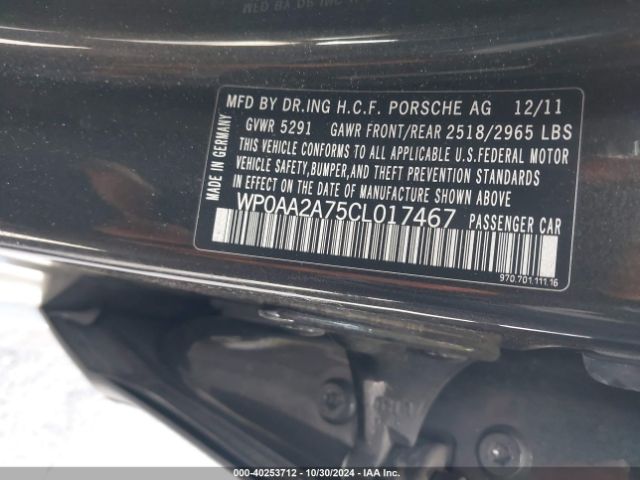 MFD BY DR.ING H.C.F. PORSCHE AG 12/11
GVWR 5291 GAWR FRONT/REAR 2518/2965 LBS
THIS VEHICLE CONFORMS TO ALL APPLICABLE U.S.FEDERAL MOTOR
VEHICLE SAFETY,BUMPER,AND THEFT PREVENTION STANDARDS
IN EFFECT ON THE DATE OF MANUFACTURE SHOWN ABOVE
WP0AA2A75CL017467 PASSENGER CAR
MADE IN GERMANY
970.701.111.16
000-40253712 - 10/30/2024 - IAA, LLC